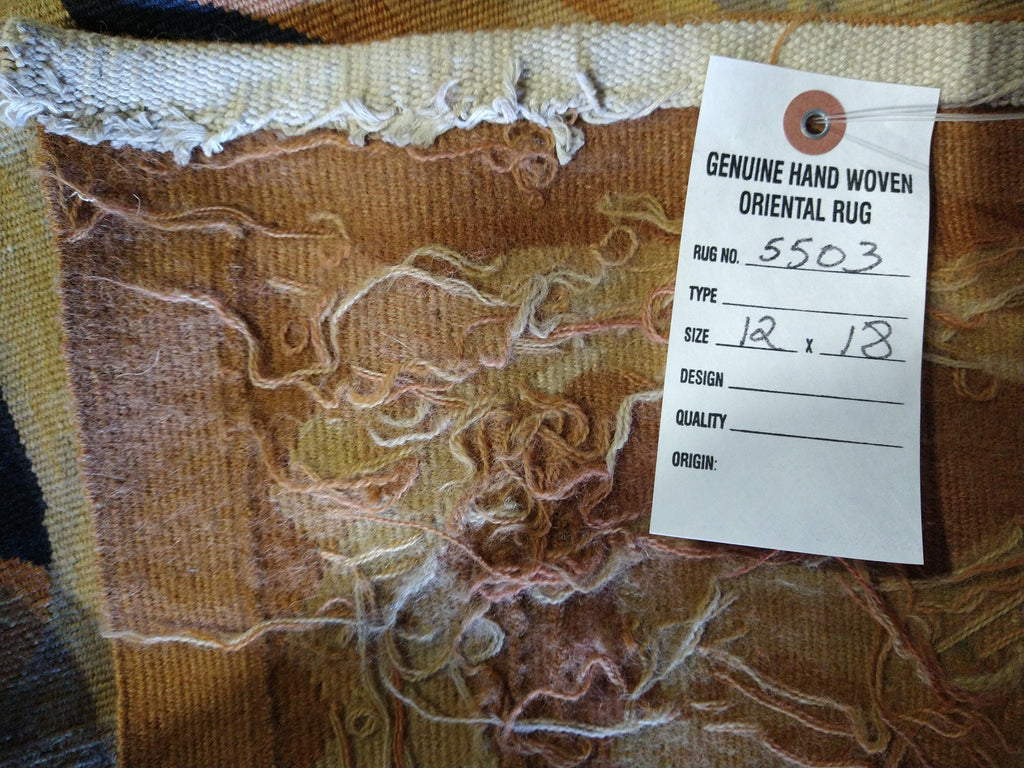 GENUINE HAND WOVEN
ORIENTAL RUG
RUG NO. 5503
TYPE
SIZE 12 X 18
DESIGN
QUALITY
ORIGIN: